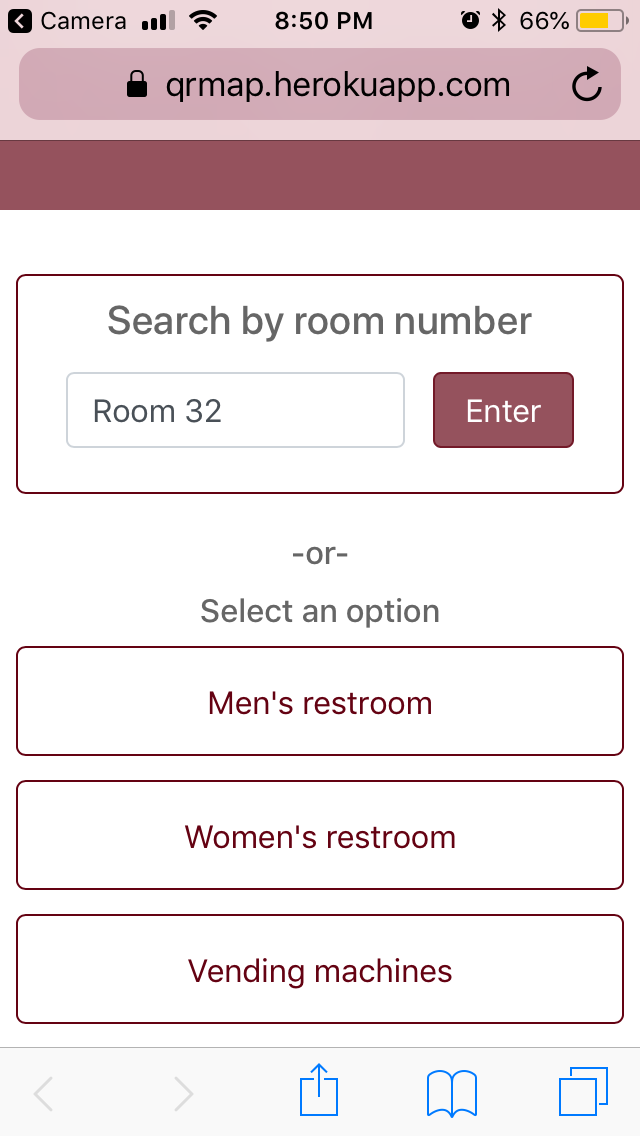 Camera 8:50 PM 66%
qrmap.herokuapp.com
Search by room number
Room 32 Enter
-or-
Select an option
Men's restroom
Women's restroom
Vending machines